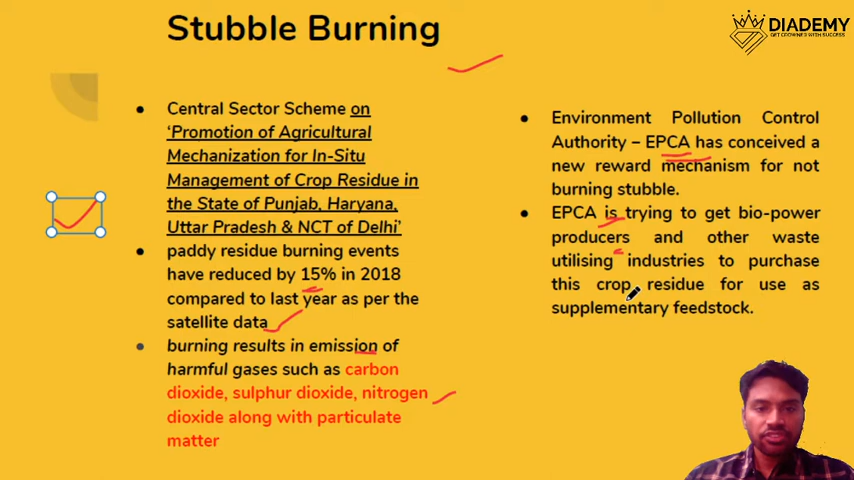 Stubble Burning
DIADEMY
GET CROWNED WITH SUCCESS
● Central Sector Scheme on
‘Promotion of Agricultural
Mechanization for In-Situ
Management of Crop Residue in
the State of Punjab, Haryana,
Uttar Pradesh & NCT of Delhi’
● paddy residue burning events
have reduced by 15% in 2018
compared to last year as per the
satellite data
● burning results in emission of
harmful gases such as carbon
dioxide, sulphur dioxide, nitrogen
dioxide along with particulate
matter
● Environment Pollution Control
Authority – EPCA has conceived a
new reward mechanism for not
burning stubble.
● EPCA is trying to get bio-power
producers and other waste
utilising industries to purchase
this crop residue for use as
supplementary feedstock.